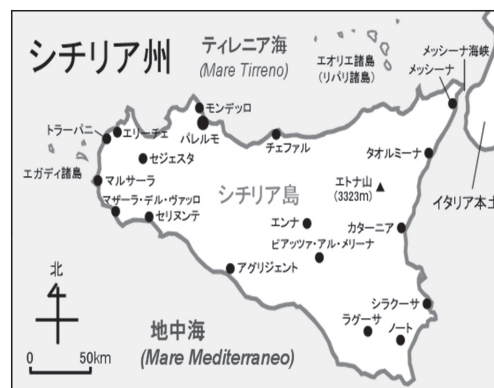 シチリア州
ティレニア海
(Mare Tirreno)
エオリエ諸島
(リパリ諸島)
メッシーナ海峡
メッシーナ
モンデッロ
パレルモ
トラーパニ
エリーチェ
チェファル
セジェスタ
タオルミーナ
エガディ諸島
マルサーラ
シチリア島
エトナ山
(3323m)
イタリア本土
マザーラ・デル・ヴァッロ
セリヌンテ
エンナ
カターニア
ピアッツァ・アル・メリーナ
アグリジェント
北
シラクーサ
地中海
(Mare Mediterraneo)
ラグーサ
ノート
0
50km